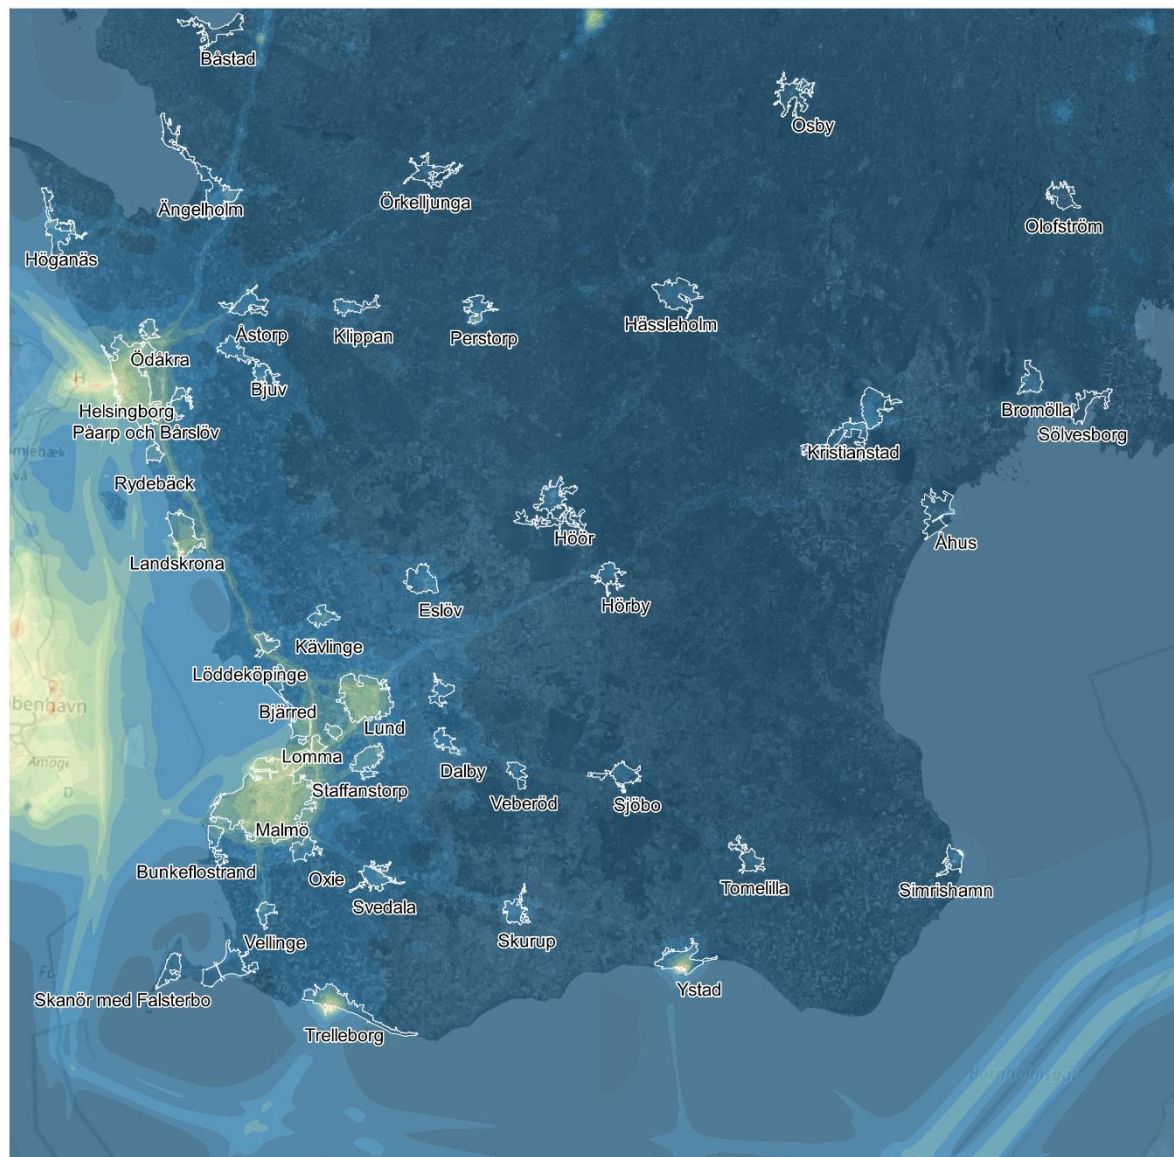 Båstad
Osby
Ängelholm
Örkelljunga
Olofström
Höganäs
Åstorp
Klippan
Perstorp
Hässleholm
Ödåkra
Bjuv
H
Helsingborg
Bromölla
Påarp och Bårslöv
Sölvesborg
Kristianstad
Rydebäck
Höör
Åhus
Landskrona
Eslöv
Hörby
Kävlinge
Löddeköpinge
benhavn
Bjärred
Lund
Lomma
Amage
Dalby
Staffanstorp
Veberöd
Sjöbo
D
Malmö
Bunkeflostrand
Oxie
Tomelilla
Simrishamn
Svedala
Skurup
Vellinge
Ystad
Skanör med Falsterbo
Trelleborg